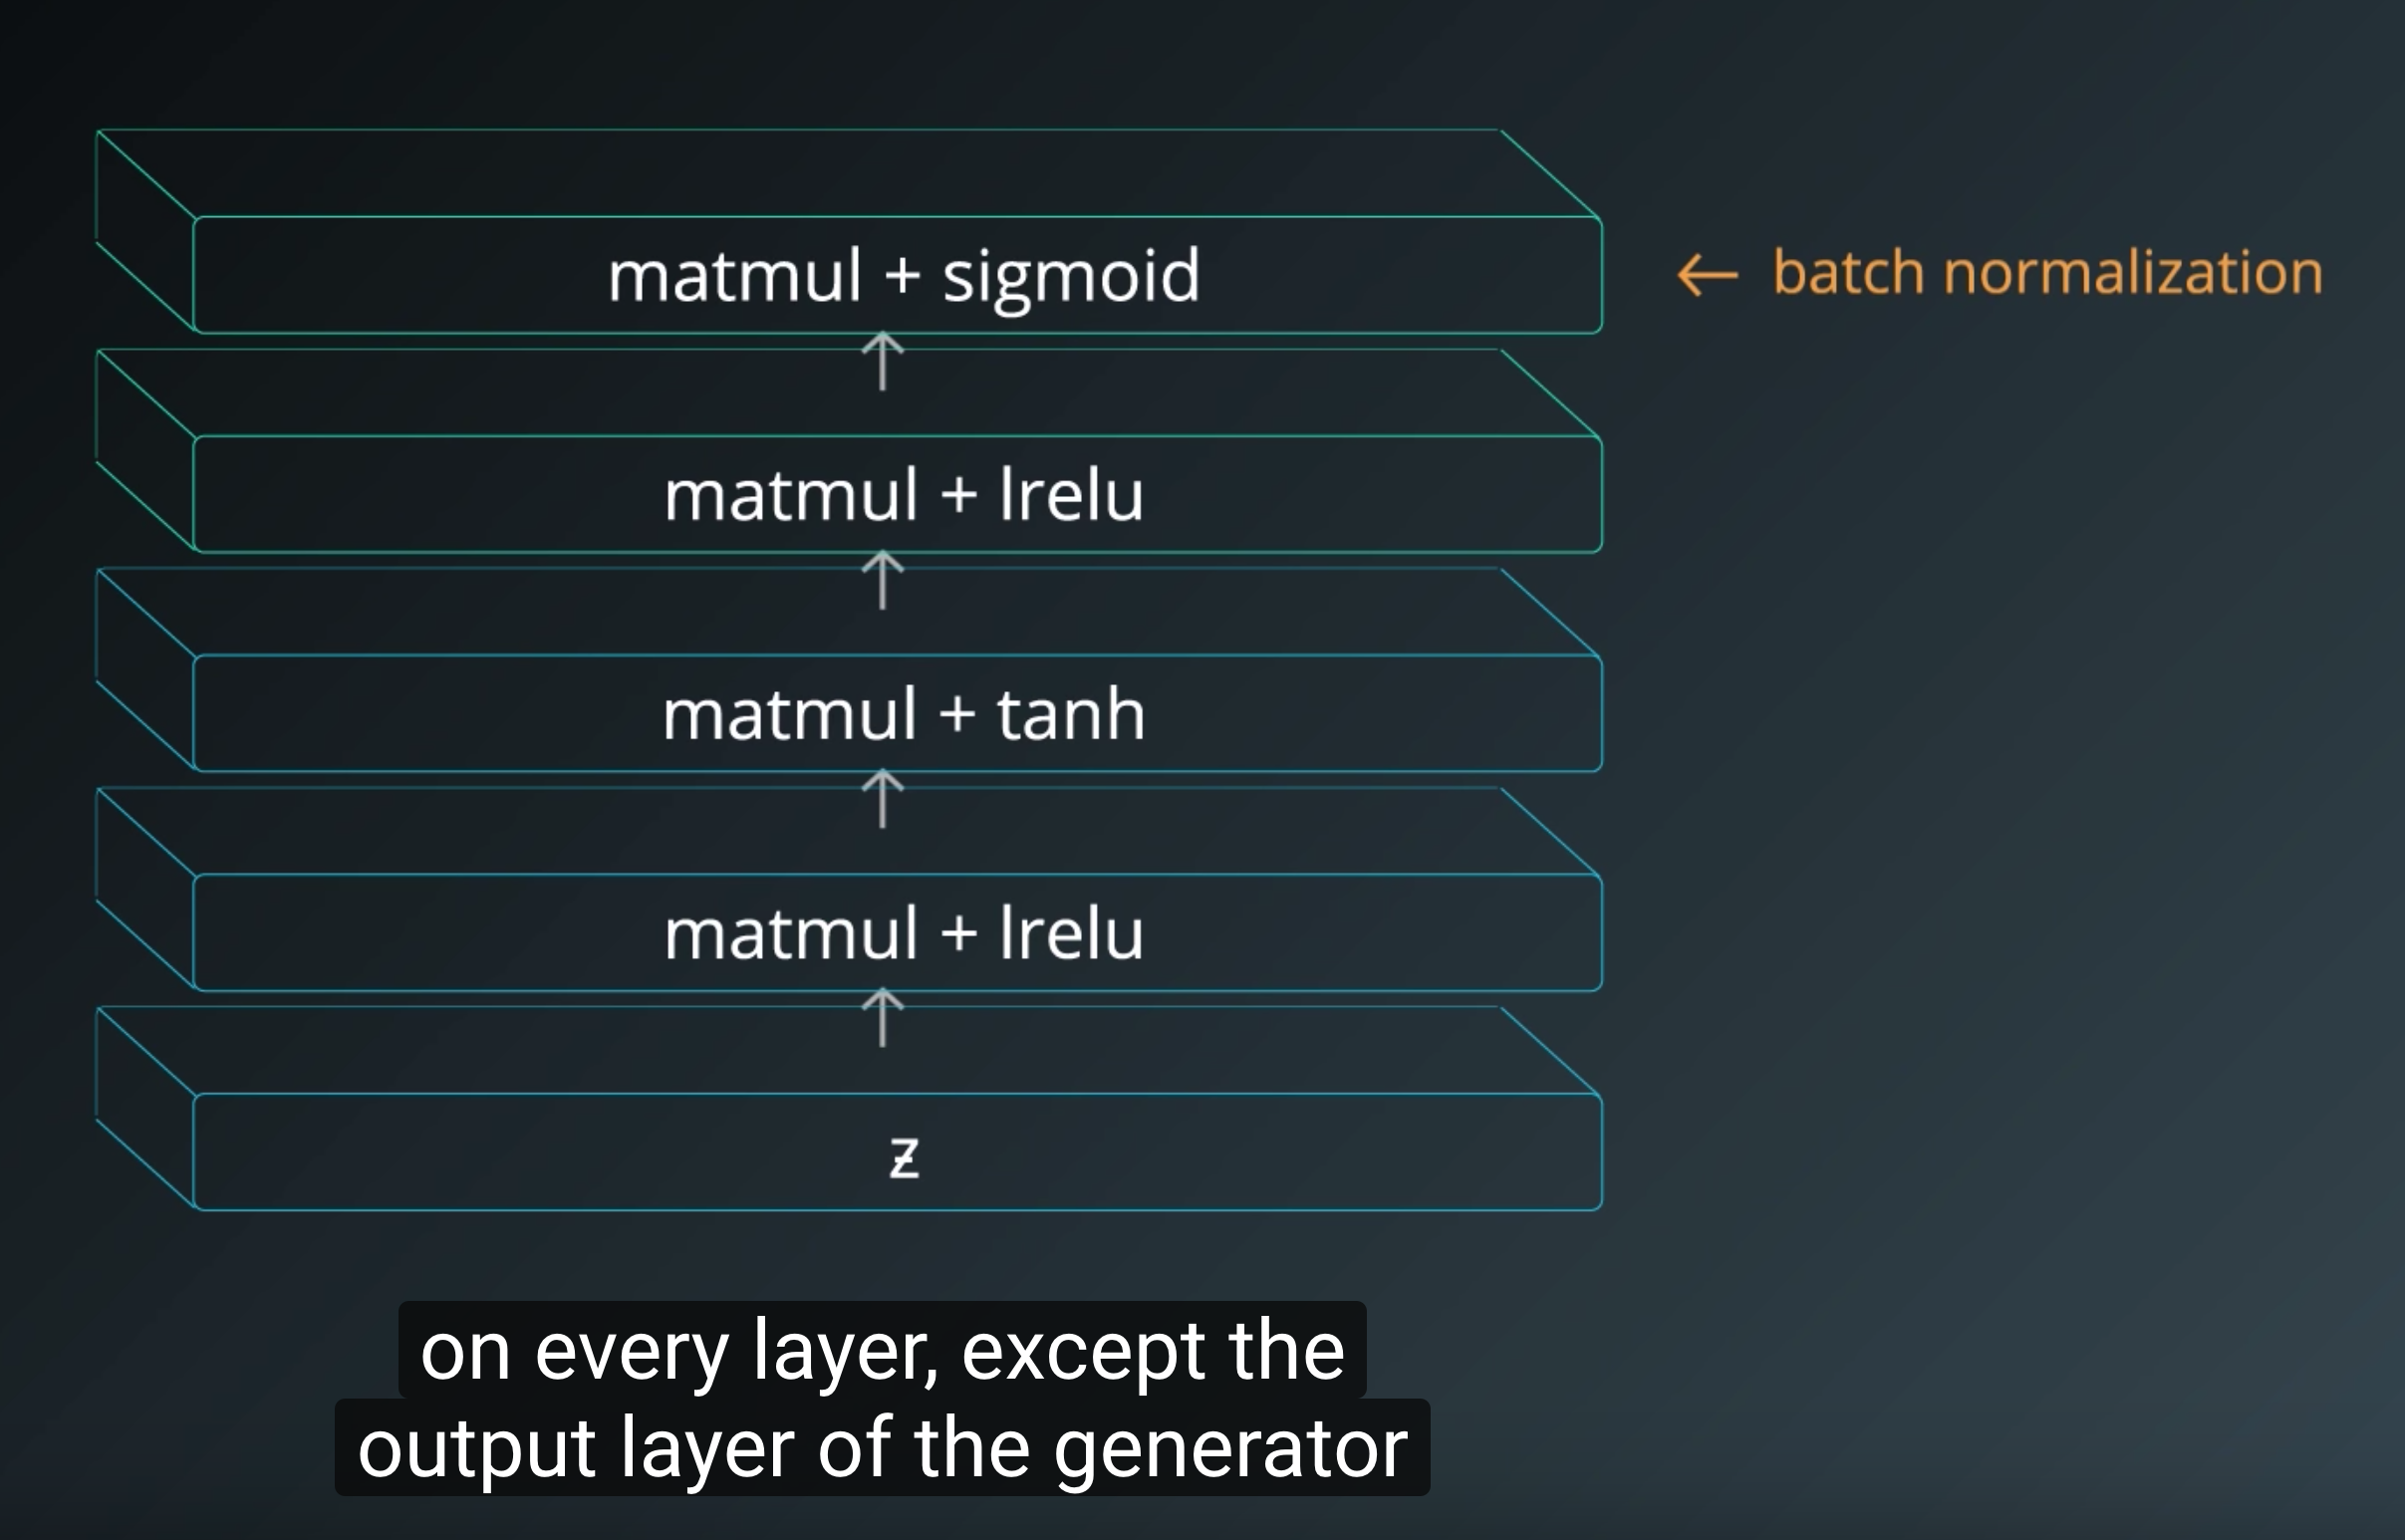 matmul + sigmoid
← batch normalization
matmul + lrelu
matmul + tanh
matmul + lrelu
z
on every layer, except the
output layer of the generator